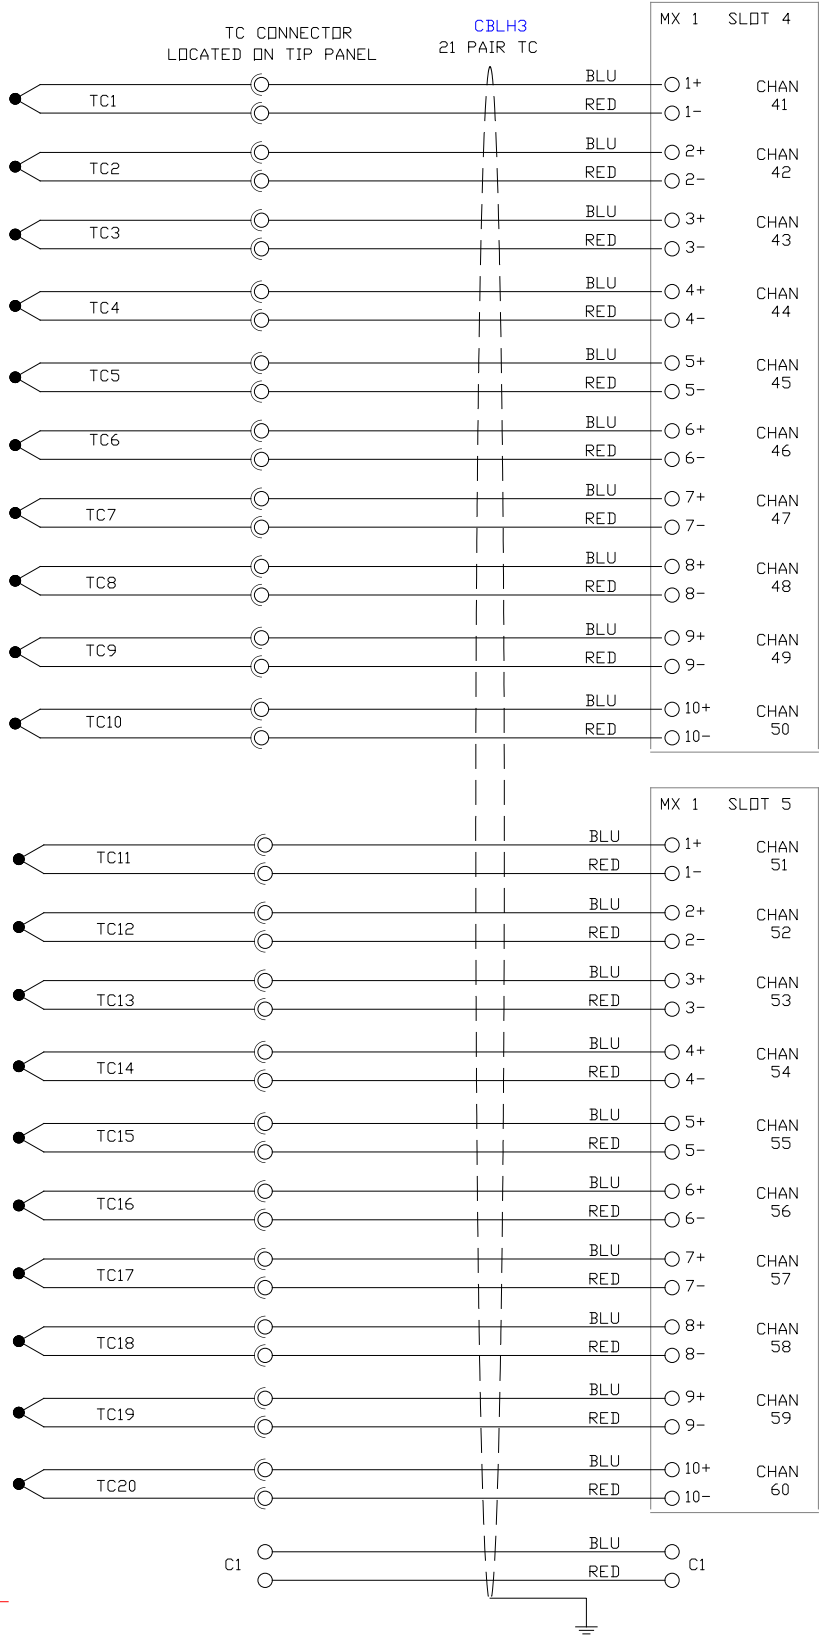 TC CONNECTOR
LOCATED ON TIP PANEL
CBLH3
21 PAIR TC
MX 1 SLOT 4
TC1 BLU 1+ CHAN
RED 1- 41
TC2 BLU 2+ CHAN
RED 2- 42
TC3 BLU 3+ CHAN
RED 3- 43
TC4 BLU 4+ CHAN
RED 4- 44
TC5 BLU 5+ CHAN
RED 5- 45
TC6 BLU 6+ CHAN
RED 6- 46
TC7 BLU 7+ CHAN
RED 7- 47
TC8 BLU 8+ CHAN
RED 8- 48
TC9 BLU 9+ CHAN
RED 9- 49
TC10 BLU 10+ CHAN
RED 10- 50
MX 1 SLOT 5
TC11 BLU 1+ CHAN
RED 1- 51
TC12 BLU 2+ CHAN
RED 2- 52
TC13 BLU 3+ CHAN
RED 3- 53
TC14 BLU 4+ CHAN
RED 4- 54
TC15 BLU 5+ CHAN
RED 5- 55
TC16 BLU 6+ CHAN
RED 6- 56
TC17 BLU 7+ CHAN
RED 7- 57
TC18 BLU 8+ CHAN
RED 8- 58
TC19 BLU 9+ CHAN
RED 9- 59
TC20 BLU 10+ CHAN
RED 10- 60
C1 BLU C1
RED